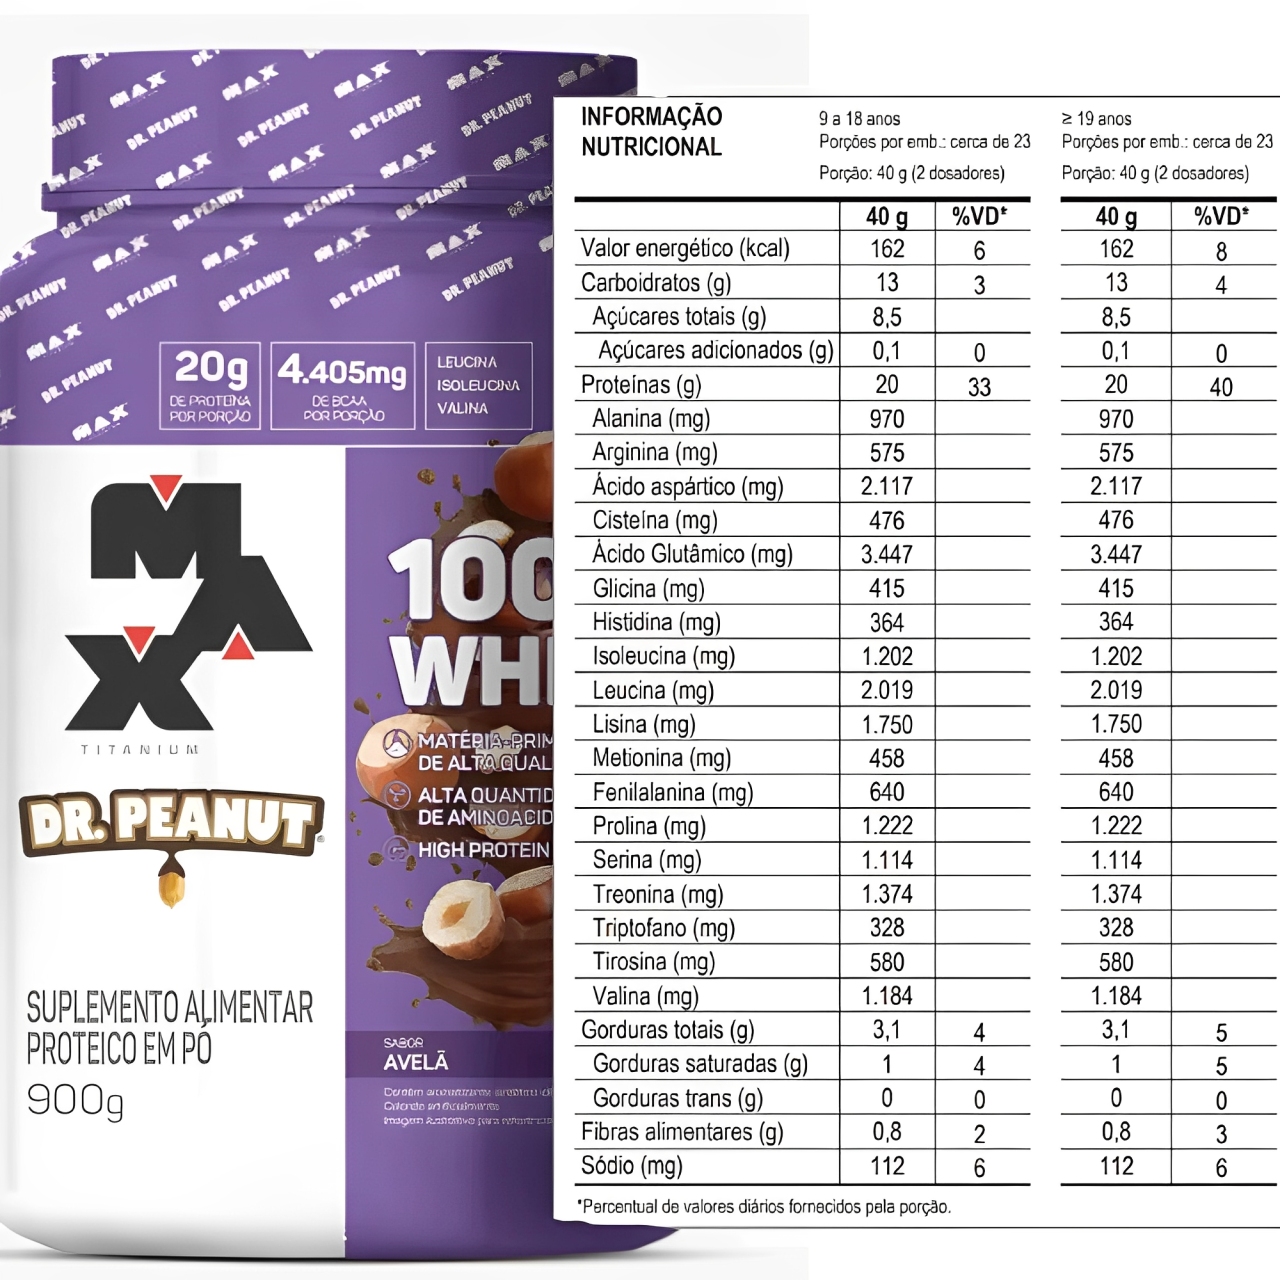 MAX DR. PEANUT
20g
DE PROTEÍNA
POR PORÇÃO
4.405mg
DE BCAA
POR PORÇÃO
LEUCINA
ISOLEUCINA
VALINA
MAX
TITANIUM
DR. PEANUT
SUPLEMENTO ALIMENTAR
PROTEICO EM PÓ
900g
100
WH
MATÉRIA-PRIM
DE ALTA QUAL
ALTA QUANTID
DE AMINOÁCID
HIGH PROTEIN
SABOR
AVELÃ
INFORMAÇÃO
NUTRICIONAL
9 a 18 anos
Porções por emb.: cerca de 23
Porção: 40 g (2 dosadores)
≥ 19 anos
Porções por emb.: cerca de 23
Porção: 40 g (2 dosadores)
40 g %VD* 40 g %VD*
Valor energético (kcal) 162 6 162 8
Carboidratos (g) 13 3 13 4
Açúcares totais (g) 8,5 8,5
Açúcares adicionados (g) 0,1 0 0,1 0
Proteínas (g) 20 33 20 40
Alanina (mg) 970 970
Arginina (mg) 575 575
Ácido aspártico (mg) 2.117 2.117
Cisteína (mg) 476 476
Ácido Glutâmico (mg) 3.447 3.447
Glicina (mg) 415 415
Histidina (mg) 364 364
Isoleucina (mg) 1.202 1.202
Leucina (mg) 2.019 2.019
Lisina (mg) 1.750 1.750
Metionina (mg) 458 458
Fenilalanina (mg) 640 640
Prolina (mg) 1.222 1.222
Serina (mg) 1.114 1.114
Treonina (mg) 1.374 1.374
Triptofano (mg) 328 328
Tirosina (mg) 580 580
Valina (mg) 1.184 1.184
Gorduras totais (g) 3,1 4 3,1 5
Gorduras saturadas (g) 1 4 1 5
Gorduras trans (g) 0 0 0 0
Fibras alimentares (g) 0,8 2 0,8 3
Sódio (mg) 112 6 112 6
*Percentual de valores diários fornecidos pela porção.